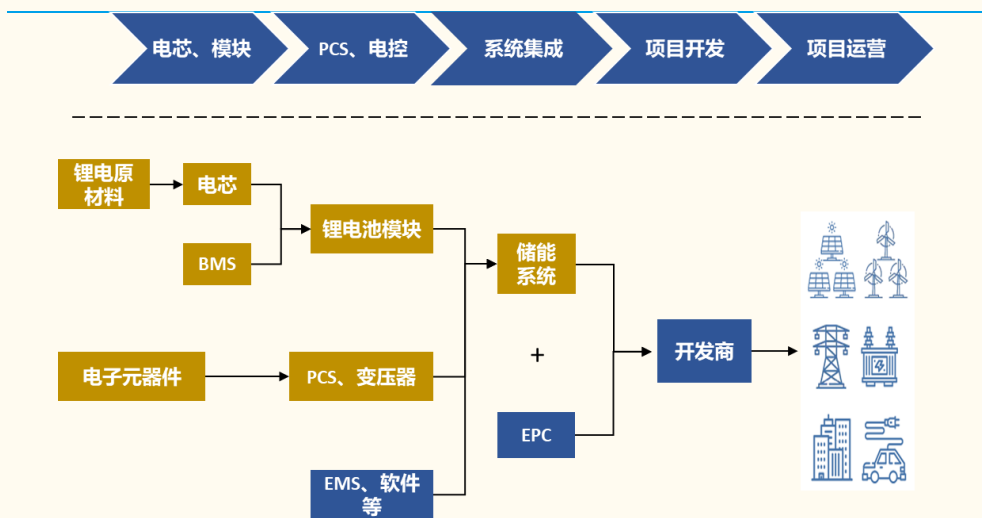 电芯、模块
PCS、电控
系统集成
项目开发
项目运营
锂电原
材料
电芯
BMS
锂电池模块
储能
系统
电子元器件
PCS、变压器
+
开发商
EPC
EMS、软件
等